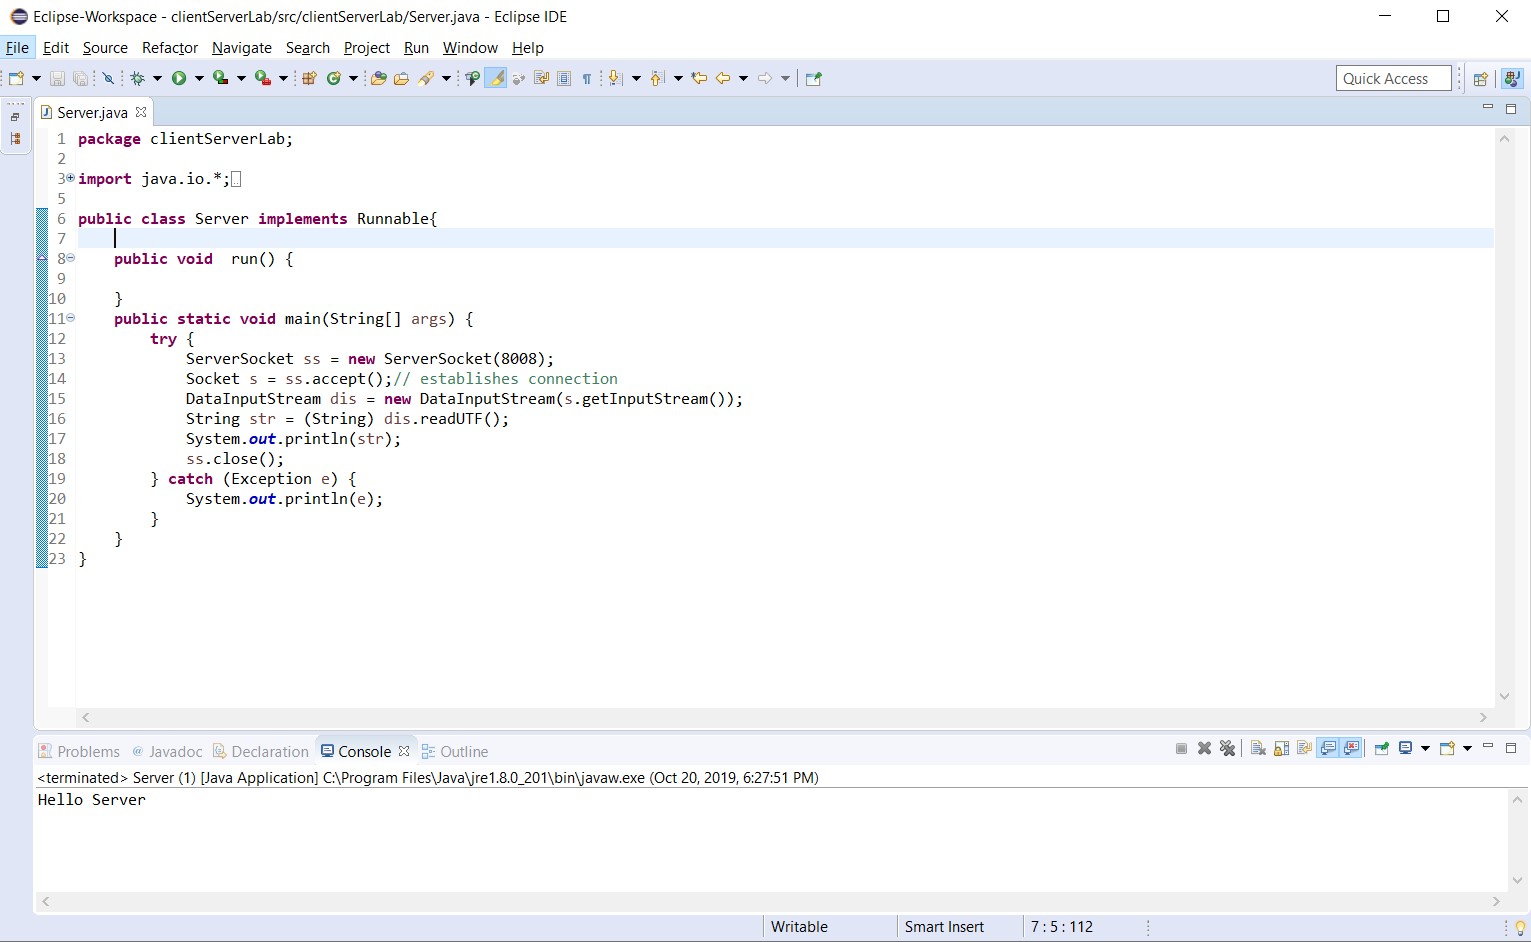 Eclipse-Workspace - clientServerLab/src/clientServerLab/Server.java - Eclipse IDE
File Edit Source Refactor Navigate Search Project Run Window Help
Quick Access
Server.java
1 package clientServerLab;
2
3 import java.io.*;
5
6 public class Server implements Runnable{
7
8 public void  run() {
9
10 }
11 public static void main(String[] args) {
12 try {
13 ServerSocket ss = new ServerSocket(8008);
14 Socket s = ss.accept();// establishes connection
15 DataInputStream dis = new DataInputStream(s.getInputStream());
16 String str = (String) dis.readUTF();
17 System.out.println(str);
18 ss.close();
19 } catch (Exception e) {
20 System.out.println(e);
21 }
22 }
23 }
Problems @ Javadoc Declaration Console Outline
<terminated> Server (1) [Java Application] C:\Program Files\Java\jre1.8.0_201\bin\javaw.exe (Oct 20, 2019, 6:27:51 PM)
Hello Server
Writable Smart Insert 7 : 5 : 112